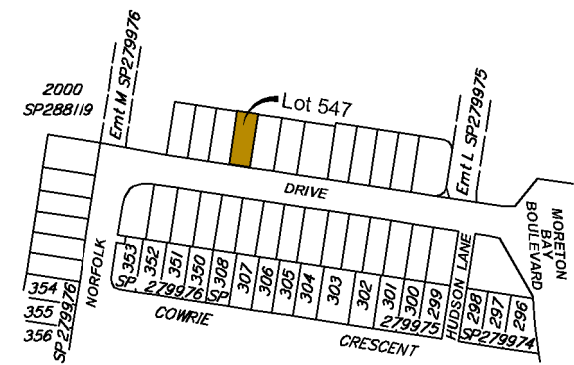 2000
SP288119
Emt M SP279976
Lot 547
Emt L SP279975
DRIVE
MORETON
BAY
BOULEVARD
NORFOLK
HUDSON LANE
353
352
351
350
308
307
306
305
304
303
302
301
300
299
298
297
296
SP 279976
SP 279975
SP279974
354
355
356
SP 279976
COWRIE
CRESCENT